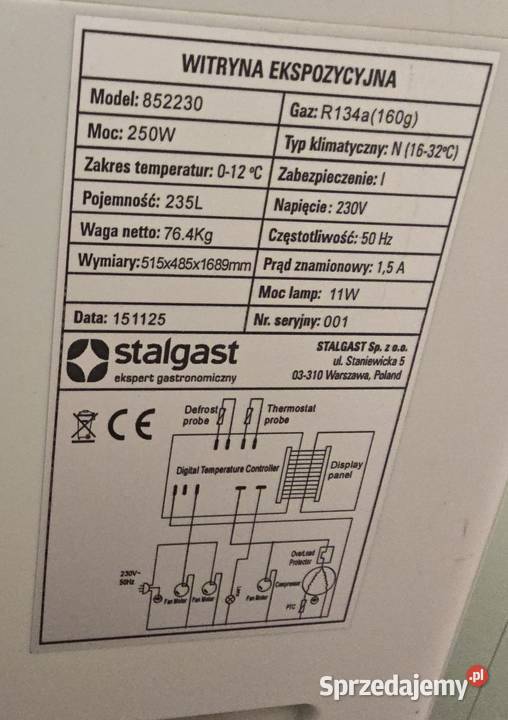 WITRYNA EKSPOZYCYJNA
Model: 852230
Gaz: R134a(160g)
Moc: 250W
Typ klimatyczny: N (16-32ºC)
Zakres temperatur: 0-12 ºC
Zabezpieczenie: I
Pojemność: 235L
Napięcie : 230V
Waga netto: 76.4Kg
Częstotliwość: 50 Hz
Wymiary:515x485x1689mm
Prąd znamionowy: 1,5 A
Moc lamp: 11W
Data: 151125
Nr. seryjny: 001
stalgast
ekspert gastronomiczny
STALGAST Sp. z o.o.
ul. Staniewicka 5
03-310 Warszawa, Poland
CE
Defrost probe
Thermostat probe
Digital Temperature Controller
Display panel
230V~
50Hz
Fan Motor
Fan Motor
Fan Motor
Compressor
OverLoad
Protector
PTC
Sprzedajemy.pl